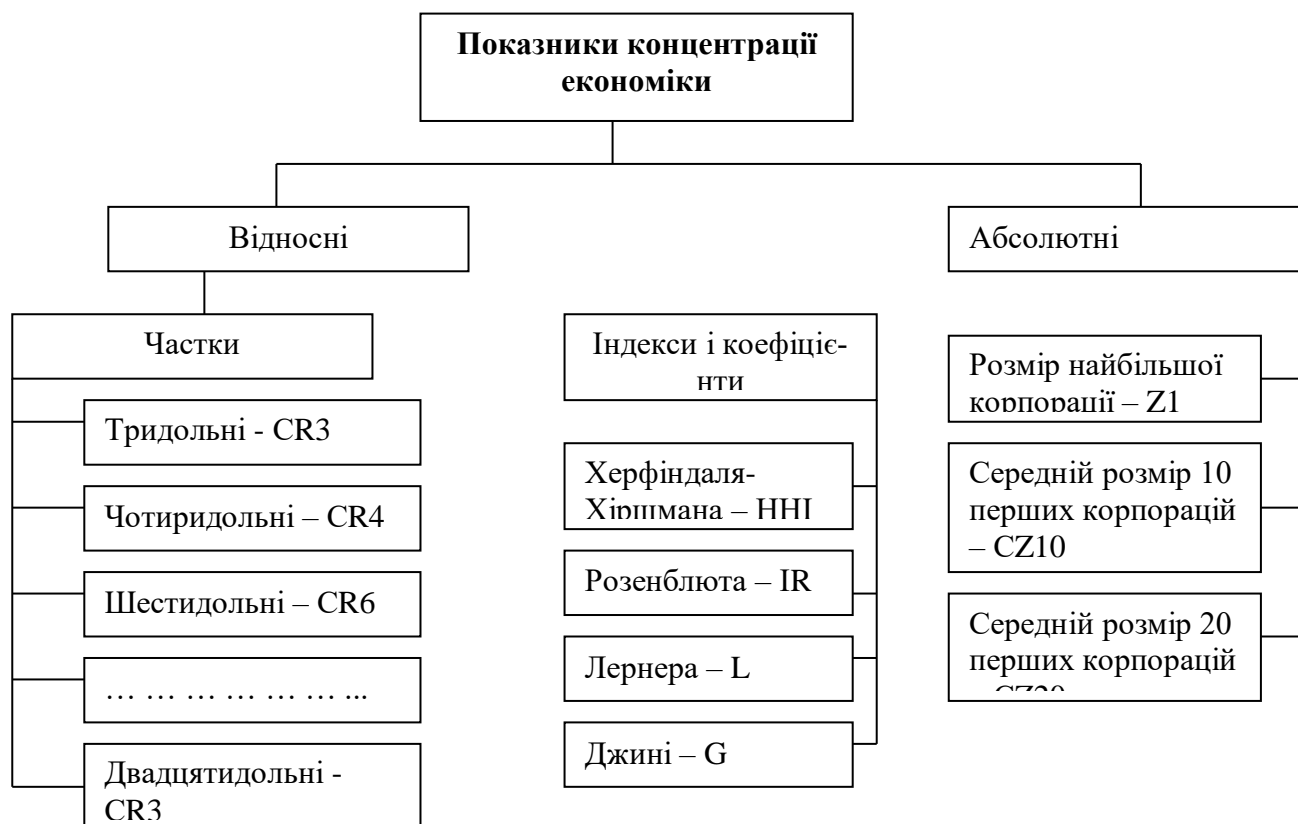 Показники концентрації
економіки
Відносні
Абсолютні
Частки
Тридольні - CR3
Чотиридольні – CR4
Шестидольні – CR6
… … … … … … ...
Двадцятидольні -
CR3
Індекси і коефіціє-
нти
Херфіндаля-
Хіршмана – HHI
Розенблюта – IR
Лернера – L
Джині – G
Розмір найбільшої
корпорації – Z1
Середній розмір 10
перших корпорацій
– CZ10
Середній розмір 20
перших корпорацій
– CZ20